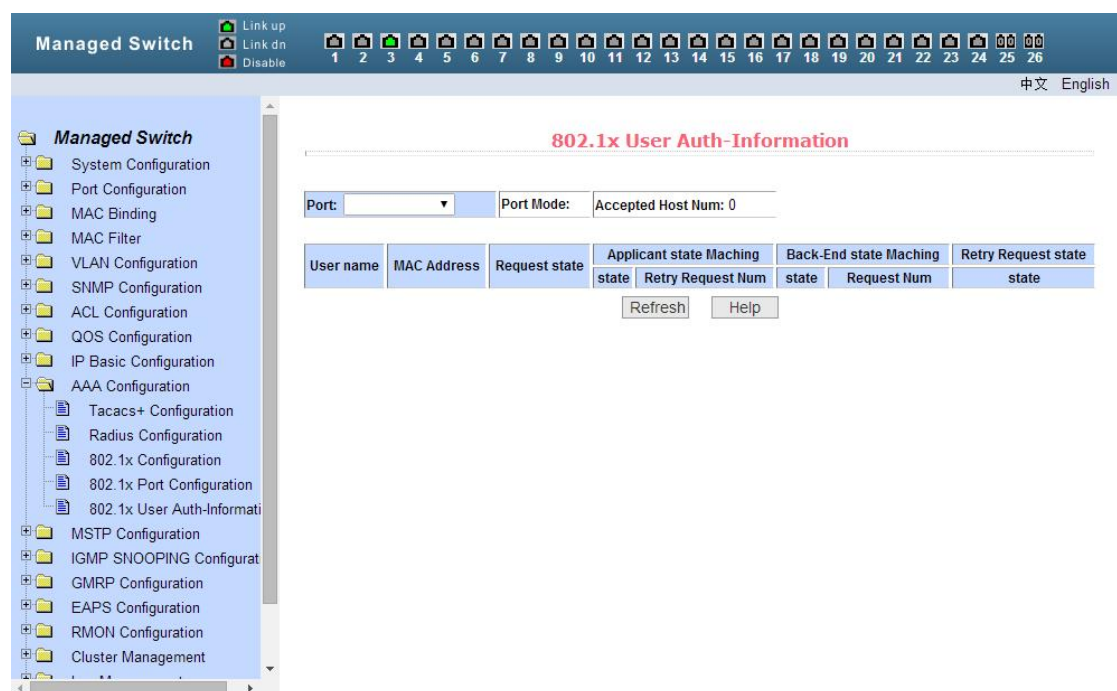 Managed Switch
Link up
Link dn
Disable
1 2 3 4 5 6 7 8 9 10 11 12 13 14 15 16 17 18 19 20 21 22 23 24 25 26
中文 English
Managed Switch
System Configuration
Port Configuration
MAC Binding
MAC Filter
VLAN Configuration
SNMP Configuration
ACL Configuration
QOS Configuration
IP Basic Configuration
AAA Configuration
Tacacs+ Configuration
Radius Configuration
802.1x Configuration
802.1x Port Configuration
802.1x User Auth-Informati
MSTP Configuration
IGMP SNOOPING Configurat
GMRP Configuration
EAPS Configuration
RMON Configuration
Cluster Management
802.1x User Auth-Information
Port: Port Mode: Accepted Host Num: 0
User name MAC Address Request state Applicant state Maching Back-End state Maching Retry Request state
state Retry Request Num state Request Num state
Refresh Help